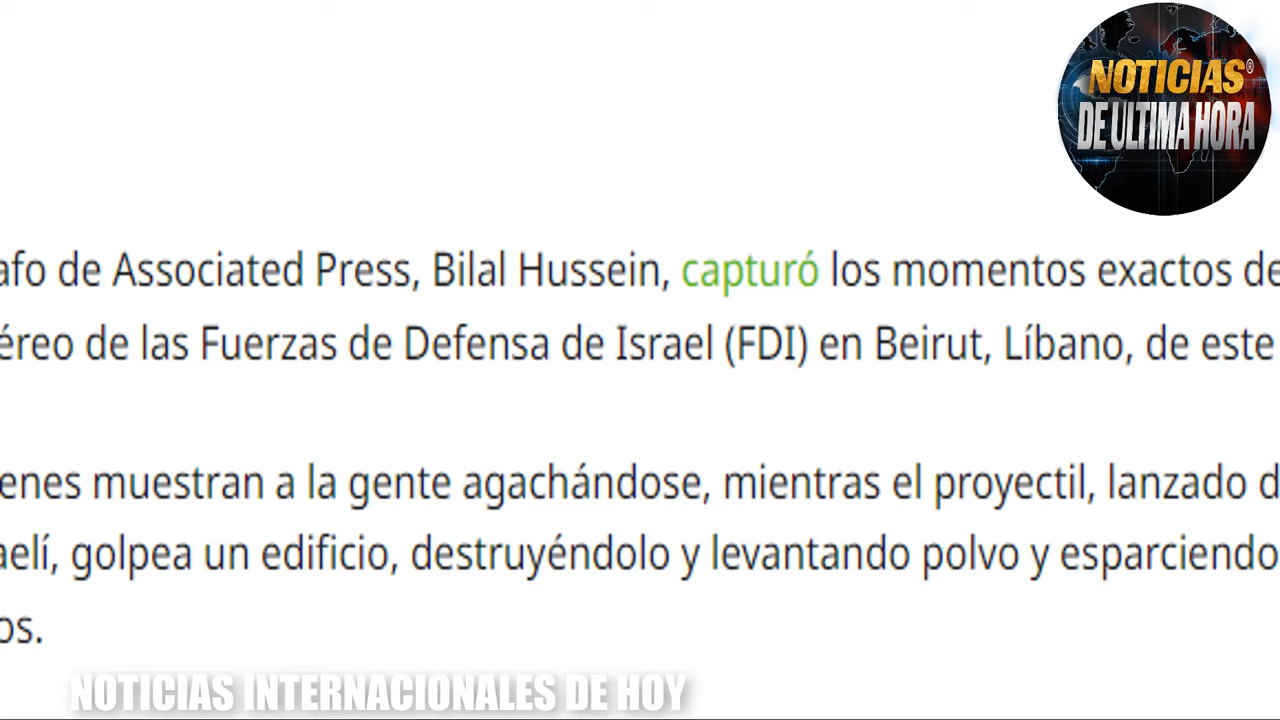 NOTICIAS®
DE ULTIMA HORA
afo de Associated Press, Bilal Hussein, capturó los momentos exactos de
éreo de las Fuerzas de Defensa de Israel (FDI) en Beirut, Líbano, de este
enes muestran a la gente agachándose, mientras el proyectil, lanzado d
aelí, golpea un edificio, destruyéndolo y levantando polvo y esparciendo
os.
NOTICIAS INTERNACIONALES DE HOY